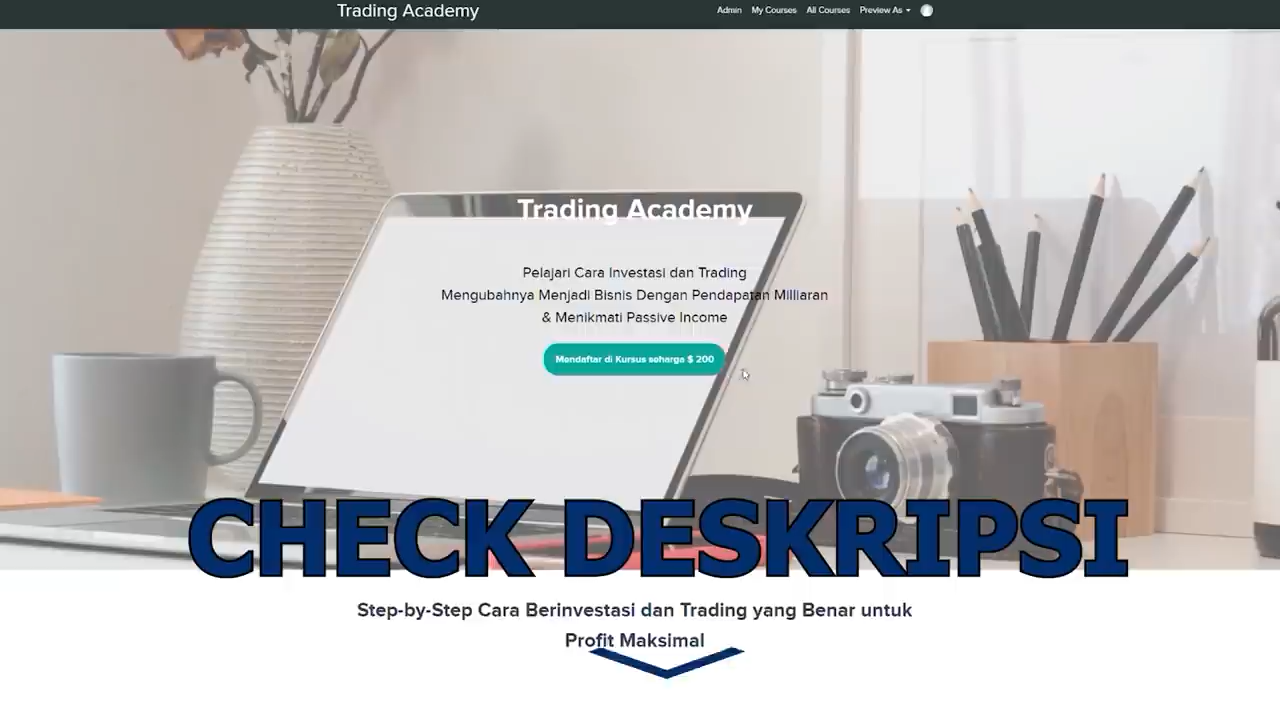 Trading Academy
Admin My Courses All Courses Preview As
Trading Academy
Pelajari Cara Investasi dan Trading
Mengubahnya Menjadi Bisnis Dengan Pendapatan Milliaran
& Menikmati Passive Income
Mendaftar di Kursus seharga $ 200
CHECK DESKRIPSI
Step-by-Step Cara Berinvestasi dan Trading yang Benar untuk
Profit Maksimal